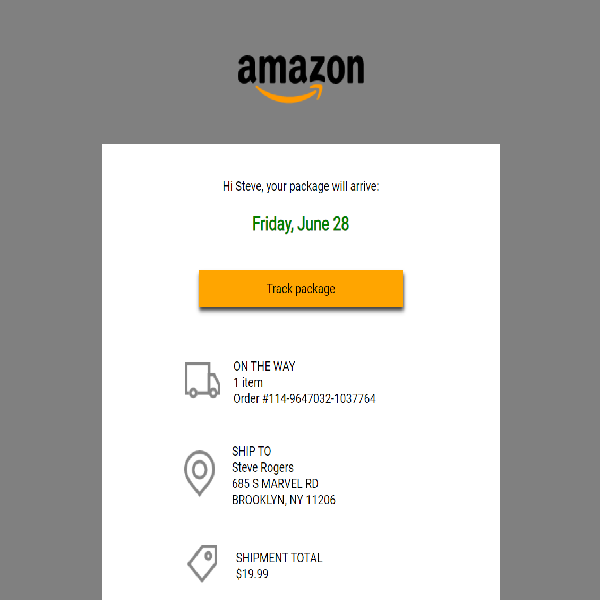 amazon
Hi Steve, your package will arrive:
Friday, June 28
Track package
ON THE WAY
1 item
Order #114-9647032-1037764
SHIP TO
Steve Rogers
685 S MARVEL RD
BROOKLYN, NY 11206
SHIPMENT TOTAL
$19.99